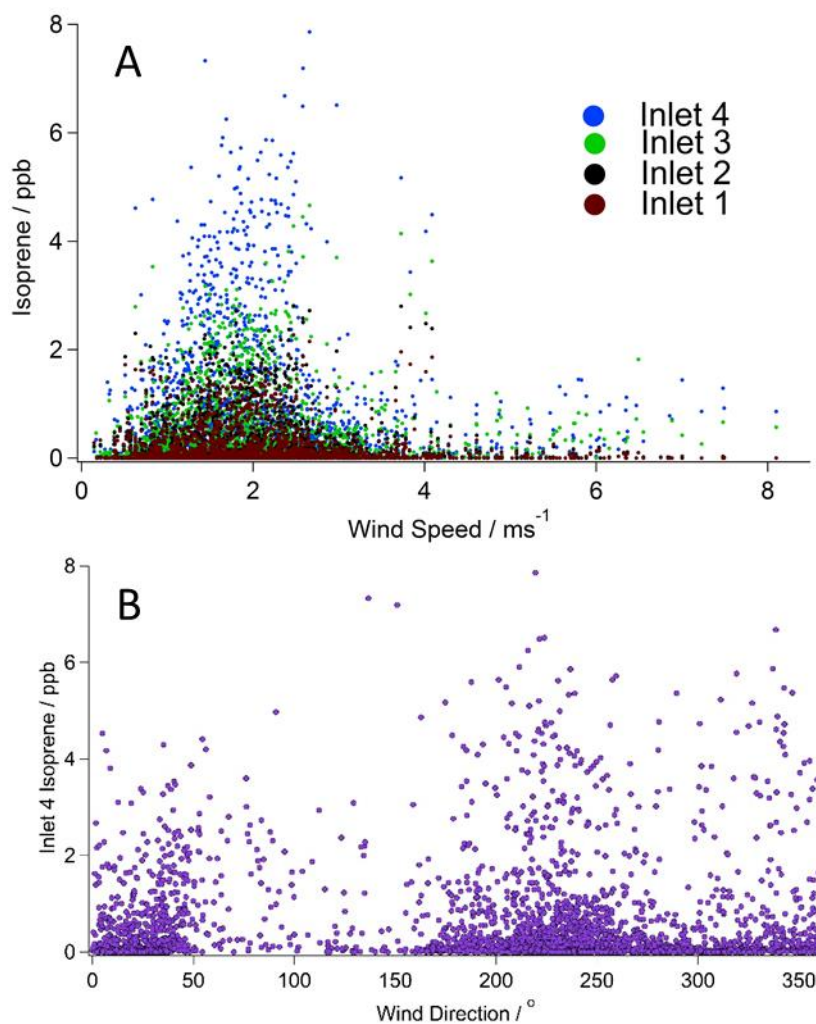 A
8
6
4
2
0
Isoprene / ppb
Inlet 4
Inlet 3
Inlet 2
Inlet 1
0 2 4 6 8
Wind Speed / ms⁻¹
B
8
6
4
2
0
Inlet 4 Isoprene / ppb
0 50 100 150 200 250 300 350
Wind Direction / °